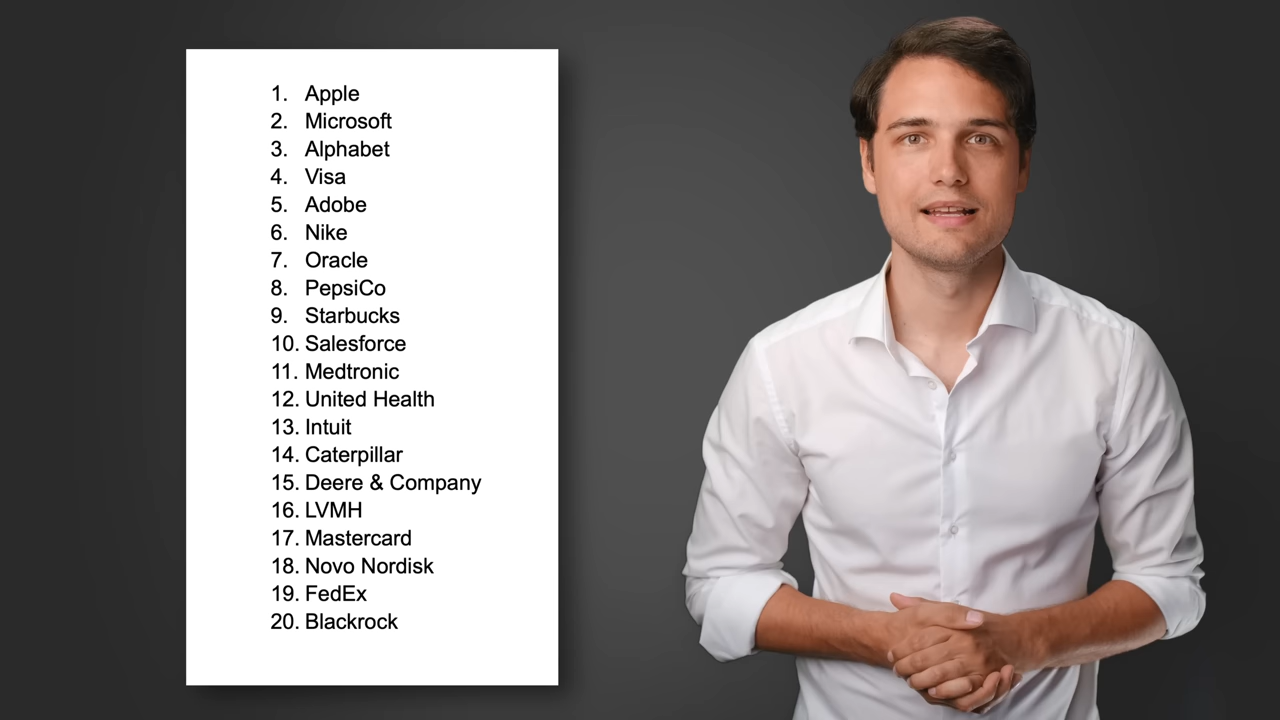 1. Apple
2. Microsoft
3. Alphabet
4. Visa
5. Adobe
6. Nike
7. Oracle
8. PepsiCo
9. Starbucks
10. Salesforce
11. Medtronic
12. United Health
13. Intuit
14. Caterpillar
15. Deere & Company
16. LVMH
17. Mastercard
18. Novo Nordisk
19. FedEx
20. Blackrock